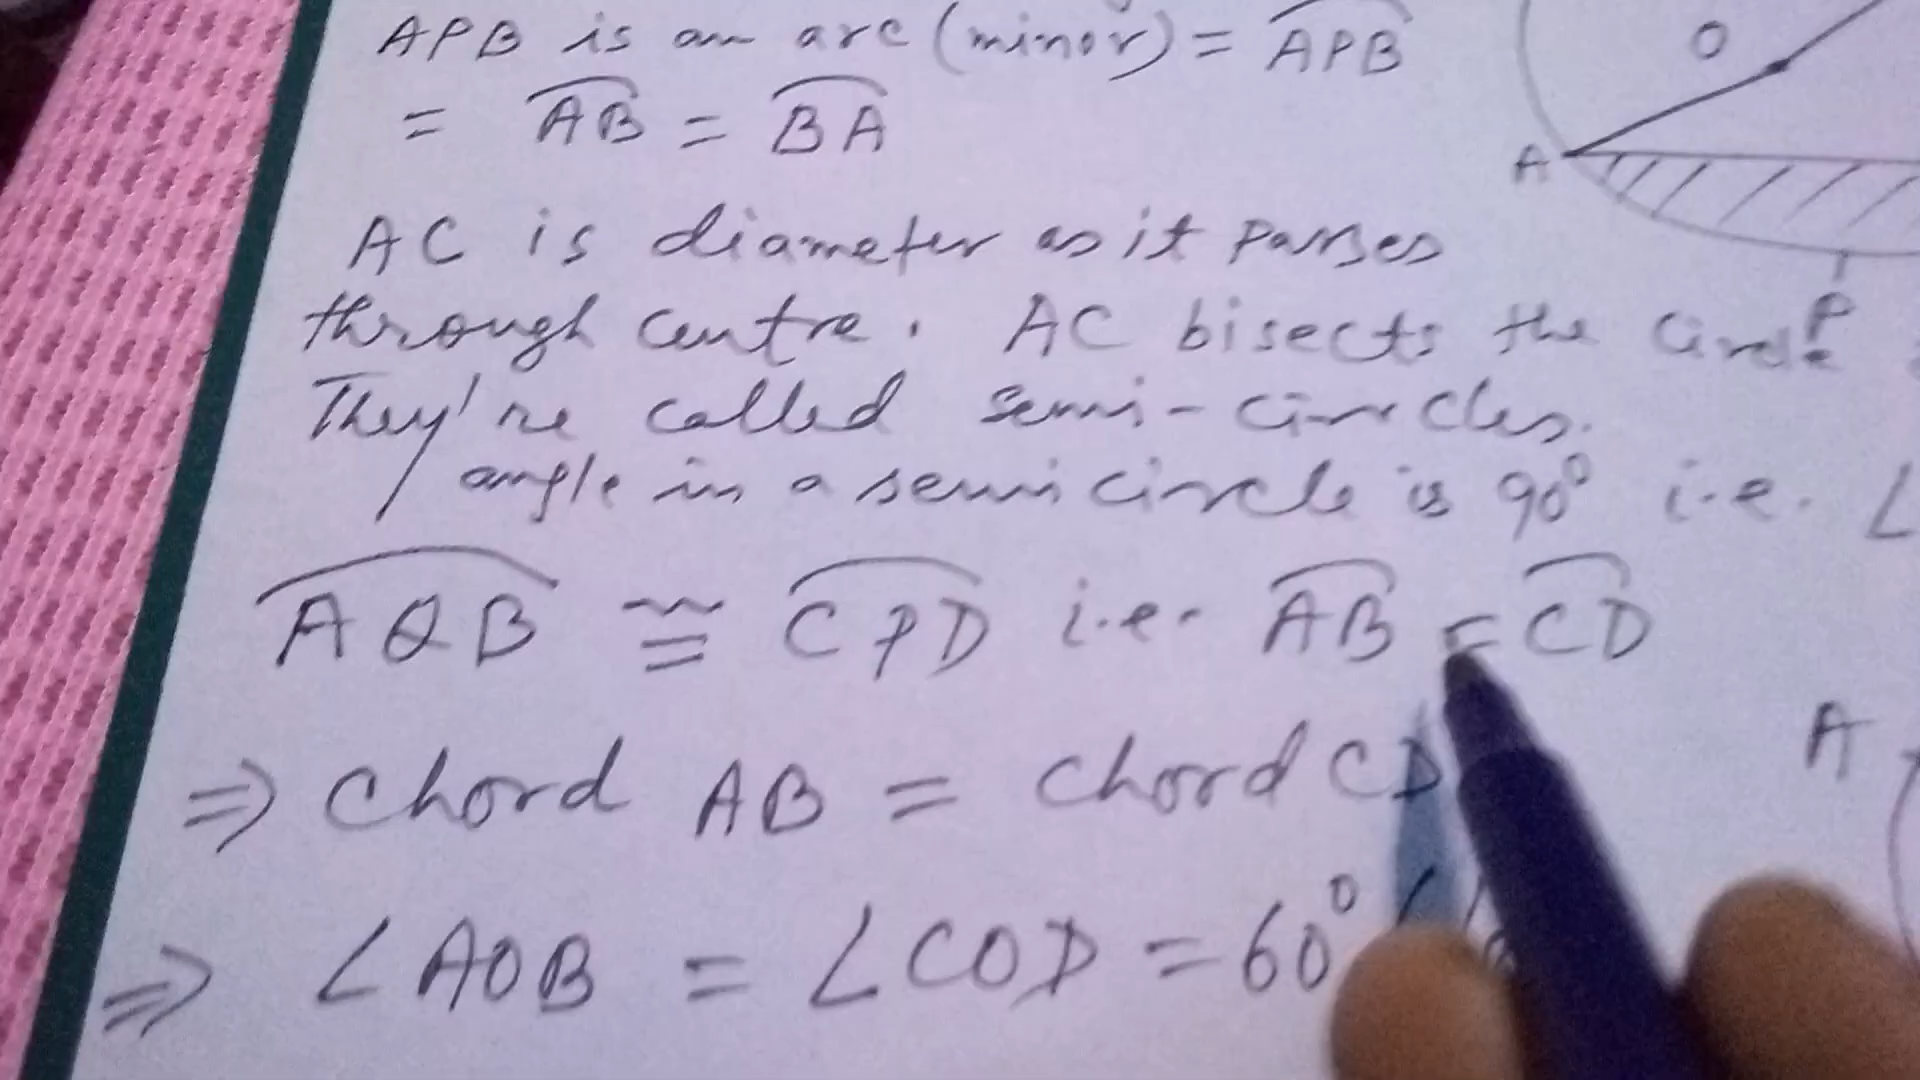 APB is an arc (minor) = APB
= AB = BA
O
A
AC is diameter as it passes
P
through centre. AC bisects the circle
They're called semi-circles.
angle in a semicircle is 90° i.e. ∠
AQB ≅ CPD i.e. AB = CD
A
⇒ Chord AB = Chord CD
⇒ ∠AOB = ∠COD = 60°